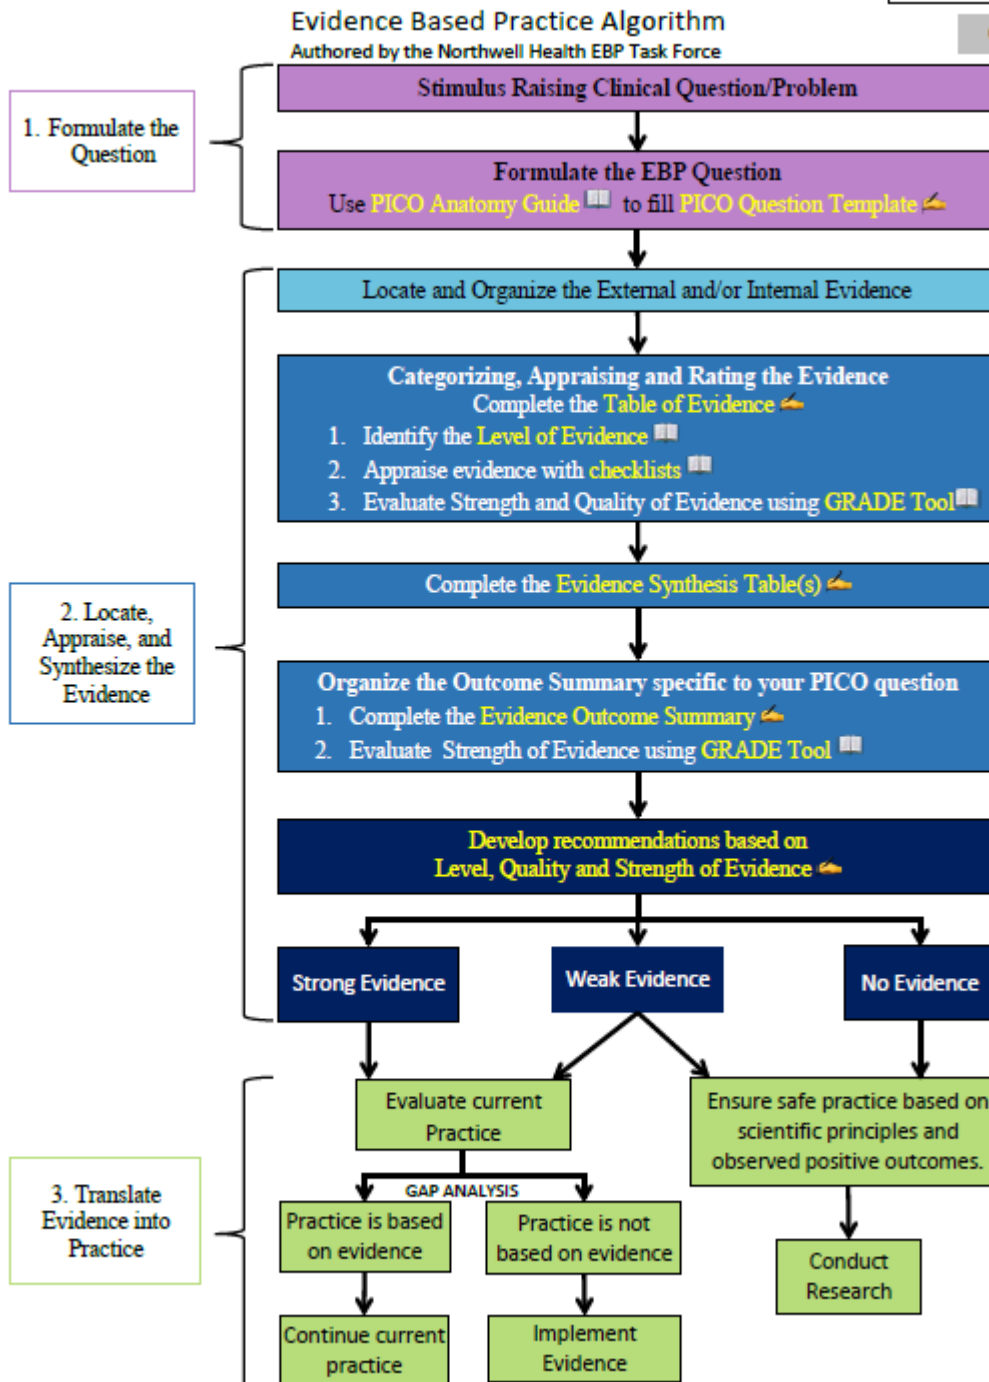 Evidence Based Practice Algorithm
Authored by the Northwell Health EBP Task Force
1. Formulate the
Question
Stimulus Raising Clinical Question/Problem
Formulate the EBP Question
Use PICO Anatomy Guide to fill PICO Question Template
2. Locate,
Appraise, and
Synthesize the
Evidence
Locate and Organize the External and/or Internal Evidence
Categorizing, Appraising and Rating the Evidence
Complete the Table of Evidence
1. Identify the Level of Evidence
2. Appraise evidence with checklists
3. Evaluate Strength and Quality of Evidence using GRADE Tool
Complete the Evidence Synthesis Table(s)
Organize the Outcome Summary specific to your PICO question
1. Complete the Evidence Outcome Summary
2. Evaluate Strength of Evidence using GRADE Tool
Develop recommendations based on
Level, Quality and Strength of Evidence
Strong Evidence
Weak Evidence
No Evidence
3. Translate
Evidence into
Practice
Evaluate current
Practice
Ensure safe practice based on
scientific principles and
observed positive outcomes.
GAP ANALYSIS
Practice is based
on evidence
Practice is not
based on evidence
Conduct
Research
Continue current
practice
Implement
Evidence